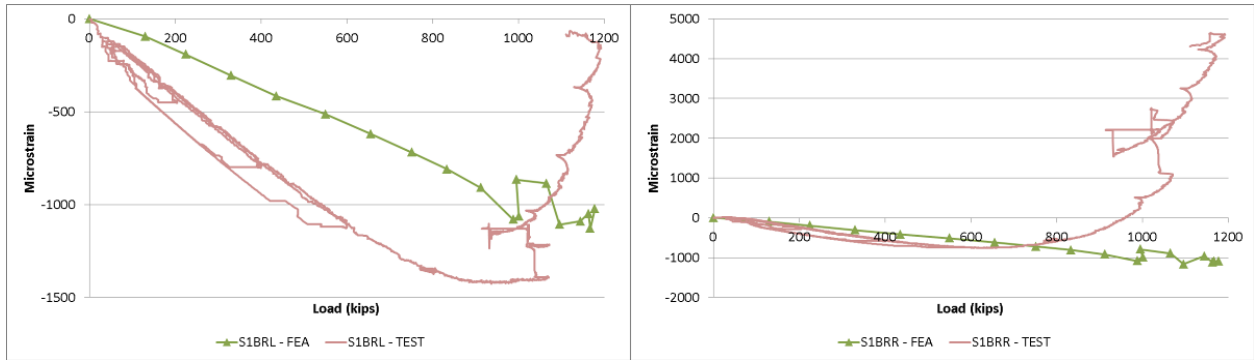 0
0 200 400 600 800 1000 1200
-500
-1000
-1500
Microstrain
Load (kips)
S1BRL - FEA S1BRL - TEST
5000
4000
3000
2000
1000
0
0 200 400 600 800 1000 1200
-1000
-2000
Microstrain
Load (kips)
S1BRR - FEA S1BRR - TEST